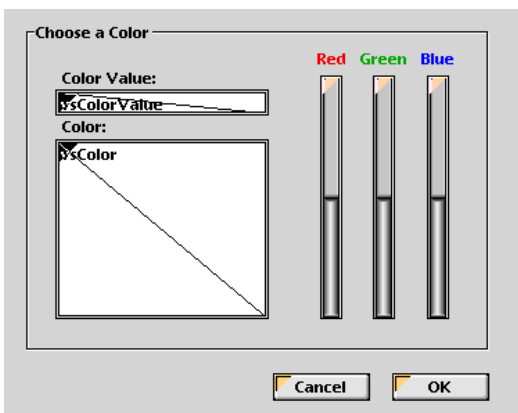 Choose a Color
Red Green Blue
Color Value:
ysColorValue
Color:
ysColor
Cancel OK